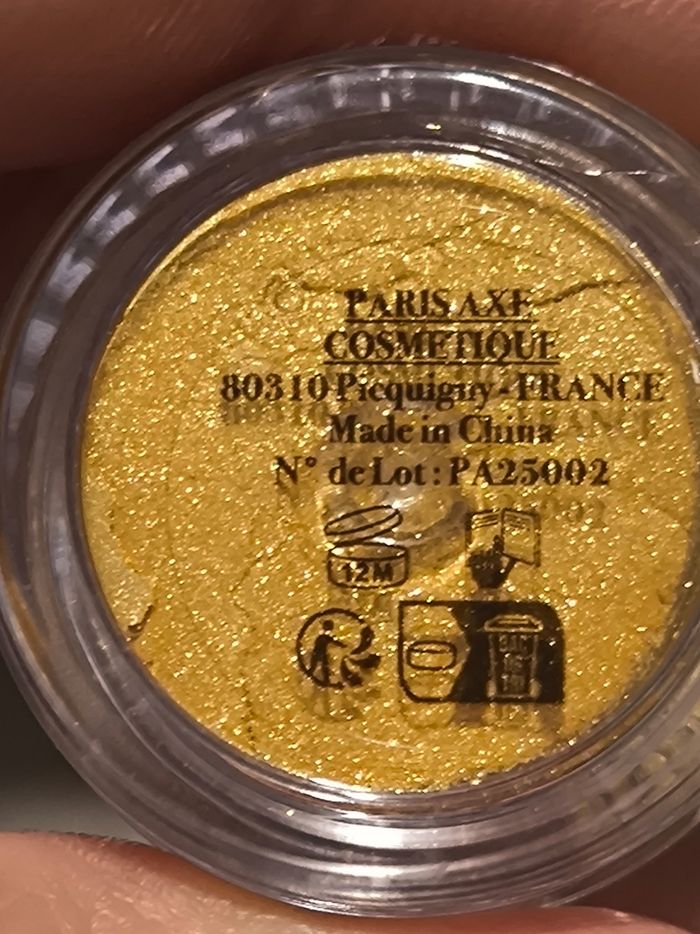 PARIS AXE
COSMETIQUE
80310 Picquigny - FRANCE
Made in China
N° de Lot : PA25002
12M